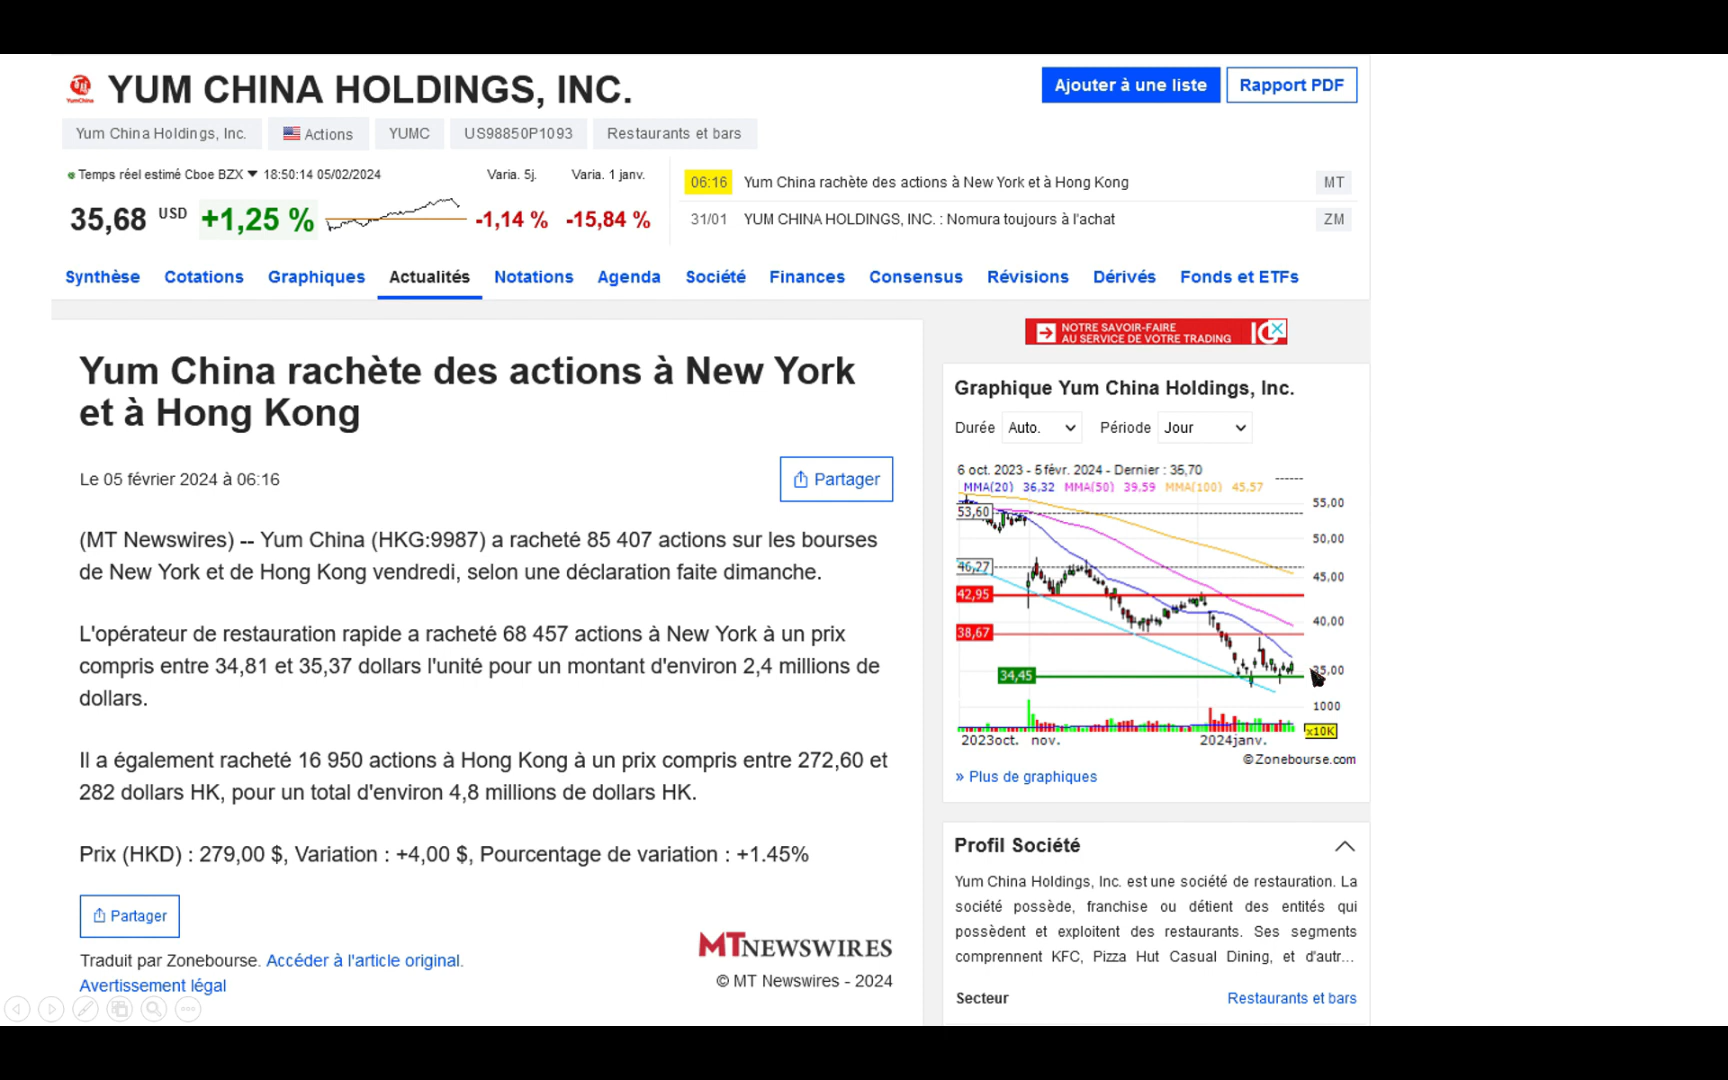 YUM CHINA HOLDINGS, INC.
Ajouter à une liste
Rapport PDF
Yum China Holdings, Inc.
Actions
YUMC
US98850P1093
Restaurants et bars
Temps réel estimé Cboe BZX 18:50:14 05/02/2024
Varia. 5j.
Varia. 1 janv.
35,68 USD
+1,25 %
-1,14 %
-15,84 %
06:16 Yum China rachète des actions à New York et à Hong Kong MT
31/01 YUM CHINA HOLDINGS, INC. : Nomura toujours à l'achat ZM
Synthèse Cotations Graphiques Actualités Notations Agenda Société Finances Consensus Révisions Dérivés Fonds et ETFs
Yum China rachète des actions à New York
et à Hong Kong
Le 05 février 2024 à 06:16
Partager
(MT Newswires) -- Yum China (HKG:9987) a racheté 85 407 actions sur les bourses
de New York et de Hong Kong vendredi, selon une déclaration faite dimanche.
L'opérateur de restauration rapide a racheté 68 457 actions à New York à un prix
compris entre 34,81 et 35,37 dollars l'unité pour un montant d'environ 2,4 millions de
dollars.
Il a également racheté 16 950 actions à Hong Kong à un prix compris entre 272,60 et
282 dollars HK, pour un total d'environ 4,8 millions de dollars HK.
Prix (HKD) : 279,00 $, Variation : +4,00 $, Pourcentage de variation : +1.45%
Partager
MTNEWSWIRES
Traduit par Zonebourse. Accéder à l'article original.
© MT Newswires - 2024
Avertissement légal
NOTRE SAVOIR-FAIRE
AU SERVICE DE VOTRE TRADING
Graphique Yum China Holdings, Inc.
Durée Auto. Période Jour
6 oct. 2023 - 5 févr. 2024 - Dernier : 35,70
MMA(20) 36,32 MMA(50) 39,59 MMA(100) 45,57
55,00
53,60
50,00
46,27
45,00
42,95
40,00
38,67
35,00
34,45
1000
x10K
2023oct. nov. 2024janv.
©Zonebourse.com
» Plus de graphiques
Profil Société
Yum China Holdings, Inc. est une société de restauration. La
société possède, franchise ou détient des entités qui
possèdent et exploitent des restaurants. Ses segments
comprennent KFC, Pizza Hut Casual Dining, et d'autr...
Secteur
Restaurants et bars